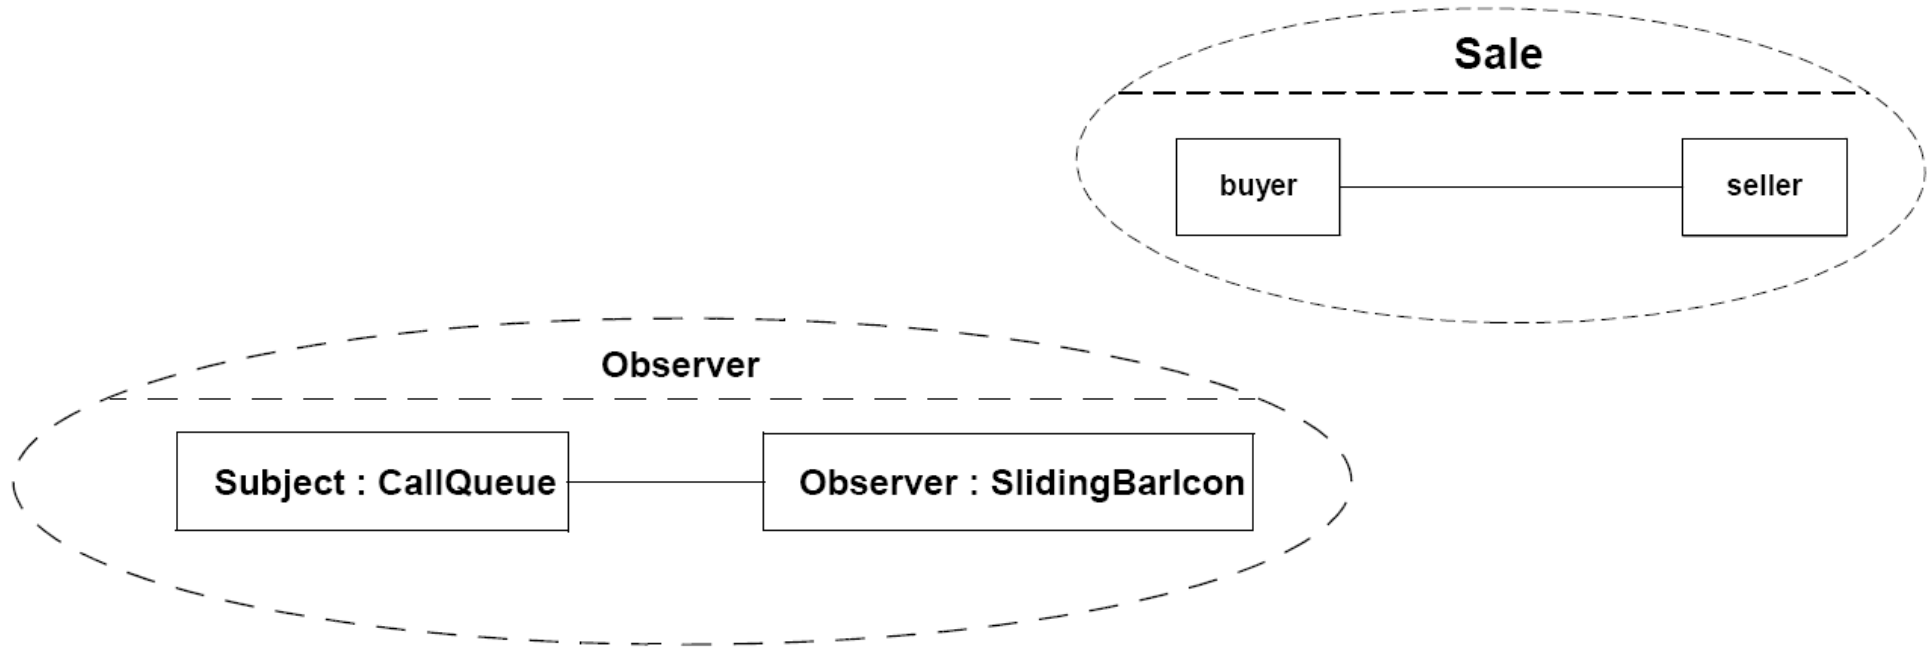 Sale
buyer
seller
Observer
Subject : CallQueue
Observer : SlidingBarIcon